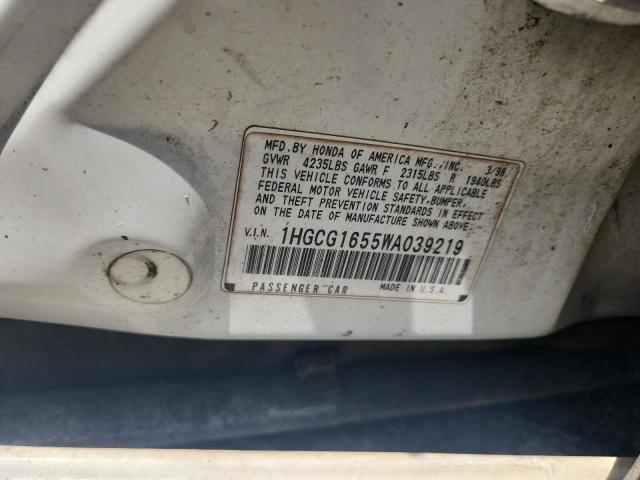 MFD. BY HONDA OF AMERICA MFG., INC. 3/98
GVWR 4235LBS GAWR F 2315LBS R 1940LBS
THIS VEHICLE CONFORMS TO ALL APPLICABLE
FEDERAL MOTOR VEHICLE SAFETY, BUMPER,
AND THEFT PREVENTION STANDARDS IN EFFECT
ON THE DATE OF MANUFACTURE SHOWN ABOVE.
V.I.N. 1HGCG1655WA039219
PASSENGER CAR MADE IN U.S.A.